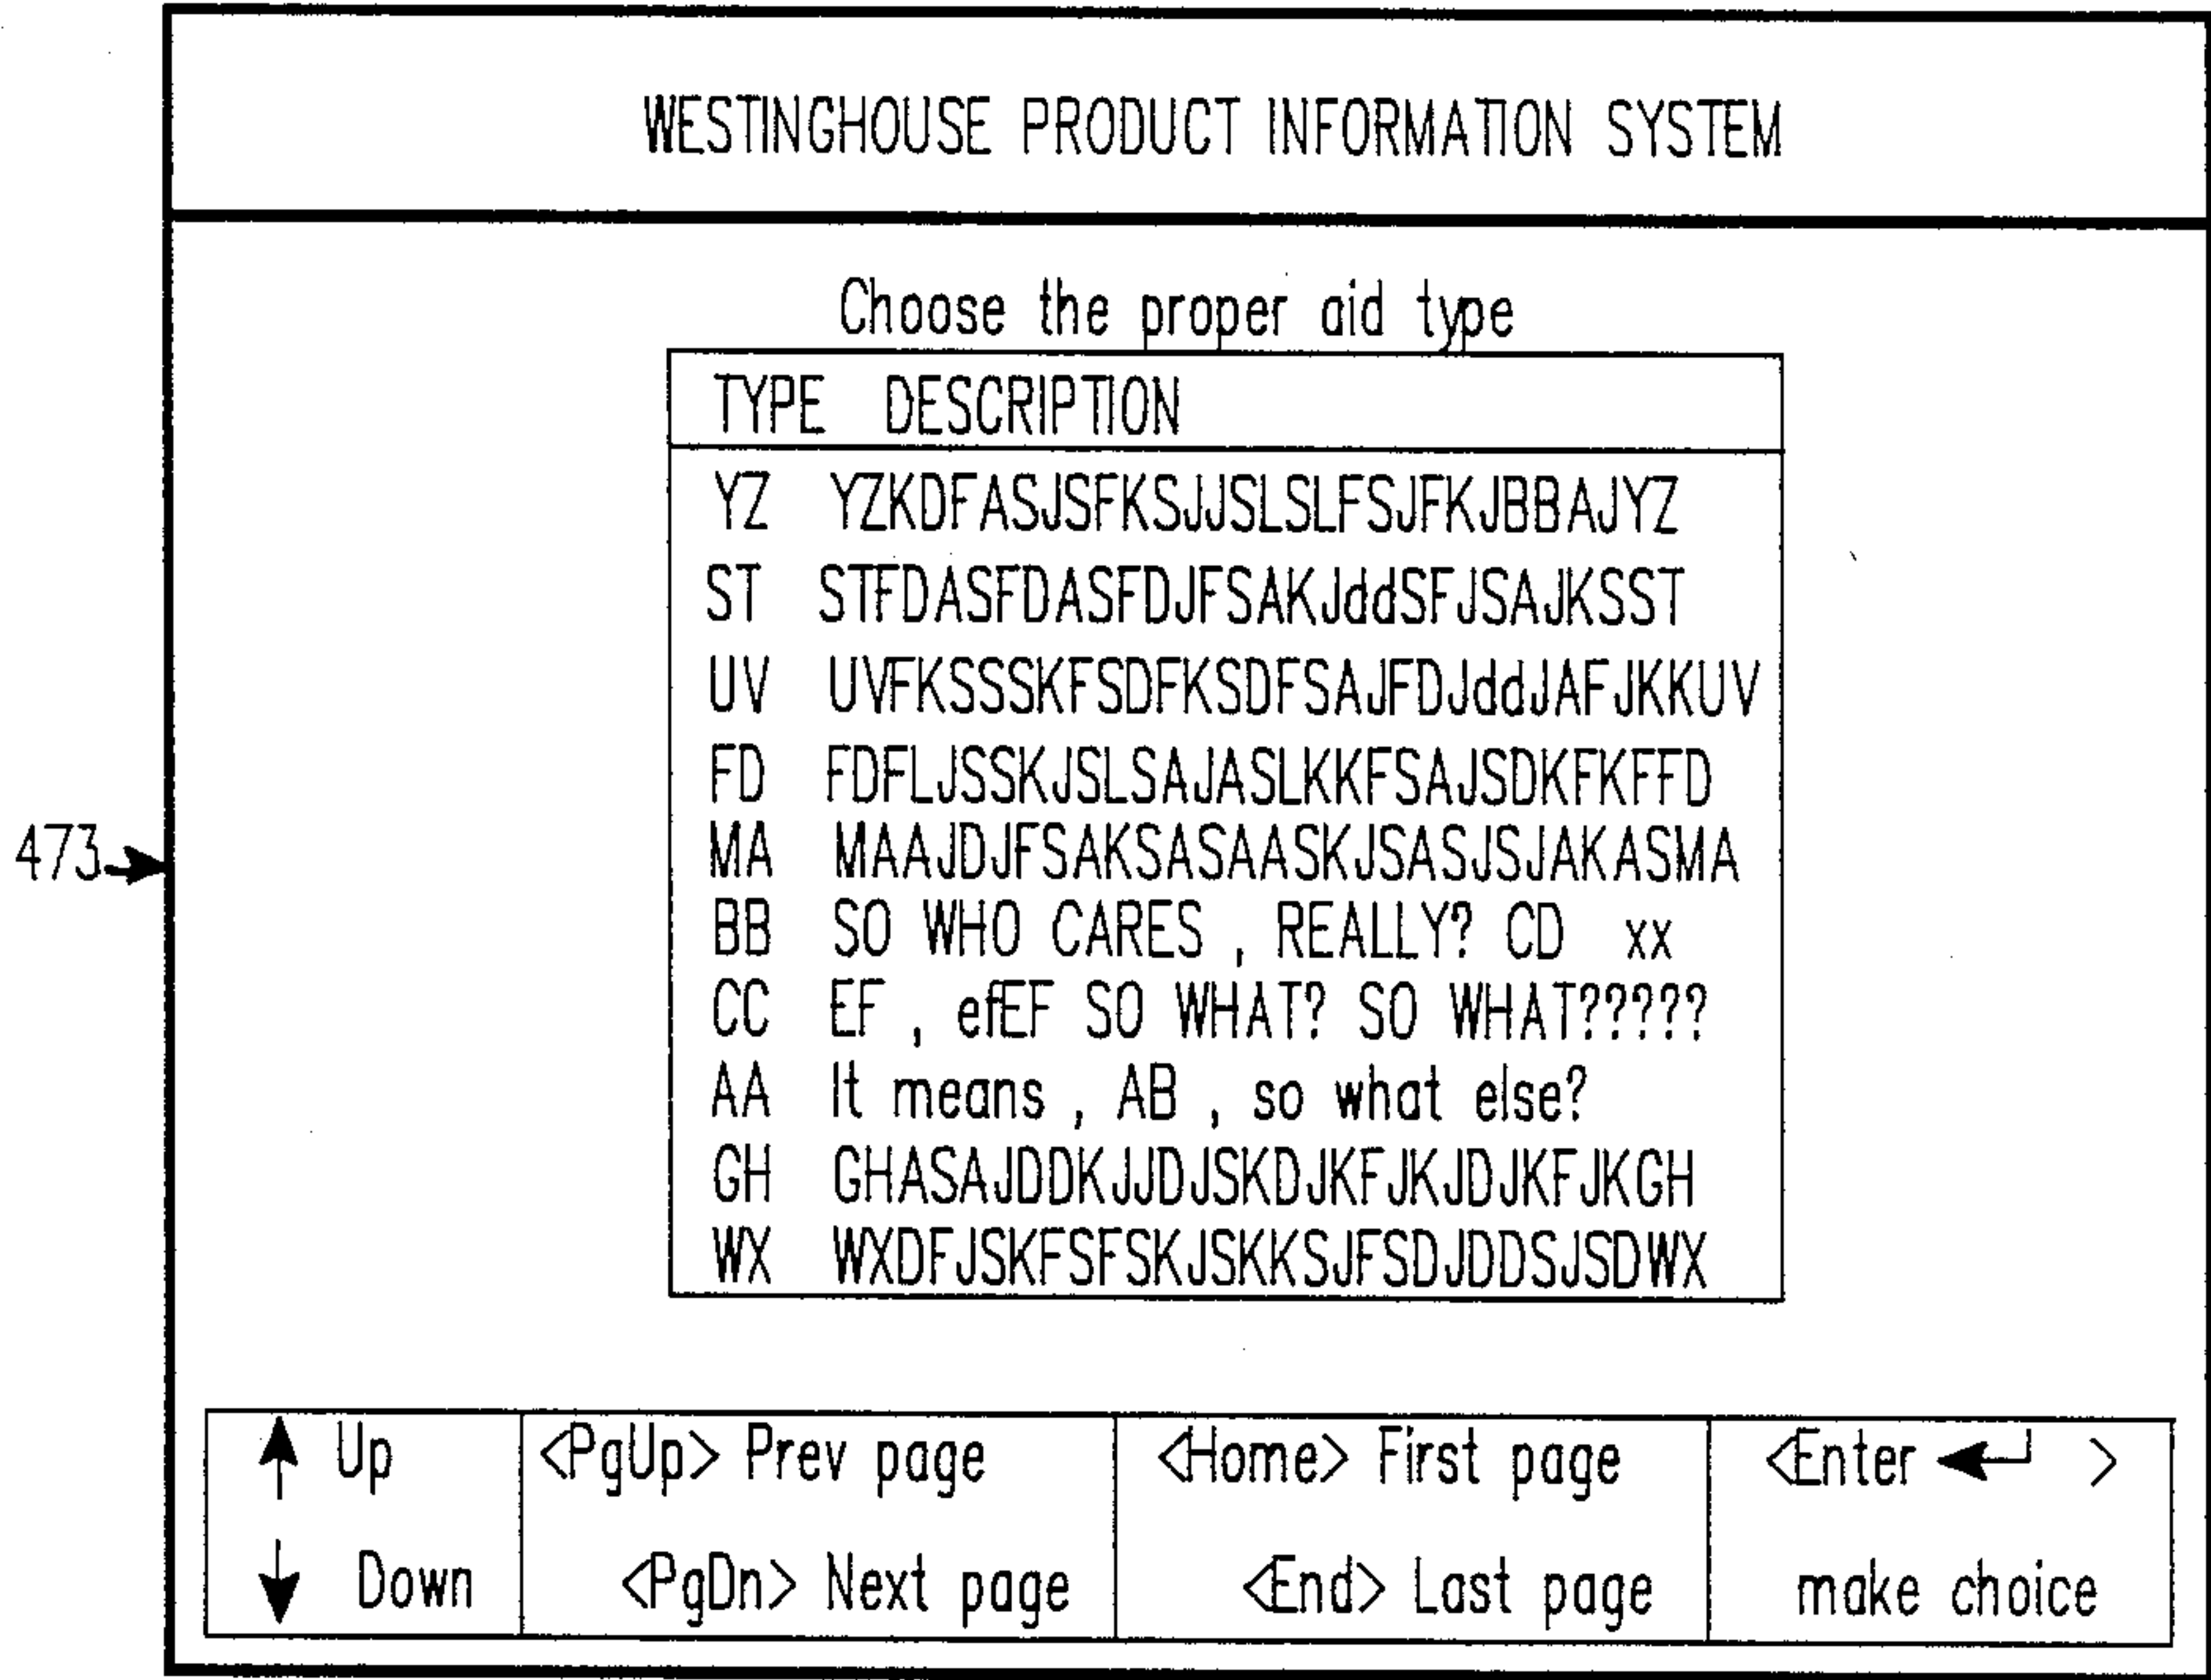 WESTINGHOUSE PRODUCT INFORMATION SYSTEM
Choose the proper aid type
TYPE DESCRIPTION
YZ YZKDFASJSFKSJJSLSLFSJFKJBBAJYZ
ST STFDASFDASFDJFSAKJddSFJSAJKSST
UV UVFKSSSKFSDFKSDFSAJFDJddJAFJKKUV
FD FDFLJSSKJSLSAJASLKKFSAJSDKFKFFD
473
MA MAAJDJFSAKSASAASKJSASJSJAKASMA
BB SO WHO CARES , REALLY? CD xx
CC EF , efEF SO WHAT? SO WHAT?????
AA It means , AB , so what else?
GH GHASAJDDKJJDJSKDJKFJKJDJKFJKGH
WX WXDFJSKFSFSKJSKKSJFSDJDDSJSDWX
↑ Up <PgUp> Prev page <Home> First page <Enter ↵ >
↓ Down <PgDn> Next page <End> Last page make choice